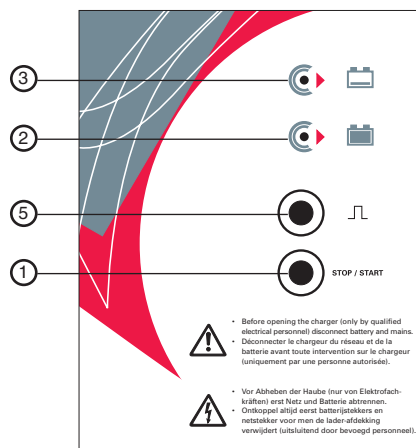 3
2
5
1
STOP / START
• Before opening the charger (only by qualified
electrical personnel) disconnect battery and mains.
• Déconnecter le chargeur du réseau et de la
batterie avant toute intervention sur le chargeur
(uniquement par une personne autorisée).
• Vor Abheben der Haube (nur von Elektrofach-
kräften) erst Netz und Batterie abtrennen.
• Ontkoppel altijd eerst batterijstekkers en
netstekker voor men de lader-afdekking
verwijdert (uitsluitend door bevoegd personeel).